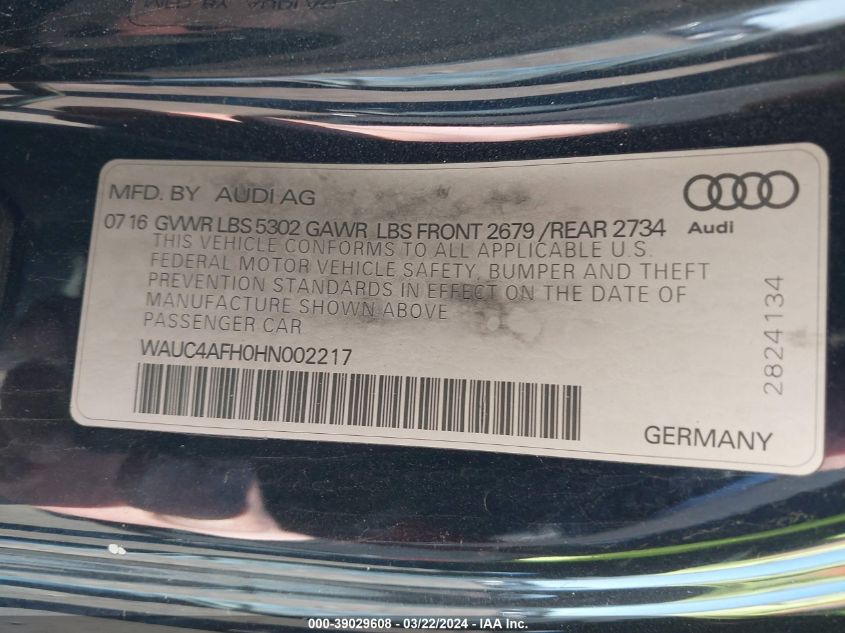 MFD. BY AUDI AG
07 16 GVWR LBS 5302 GAWR LBS FRONT 2679 /REAR 2734
THIS VEHICLE CONFORMS TO ALL APPLICABLE U.S.
FEDERAL MOTOR VEHICLE SAFETY, BUMPER AND THEFT
PREVENTION STANDARDS IN EFFECT ON THE DATE OF
MANUFACTURE SHOWN ABOVE
PASSENGER CAR
WAUC4AFH0HN002217
Audi
2824134
GERMANY
000-39029608 - 03/22/2024 - IAA Inc.